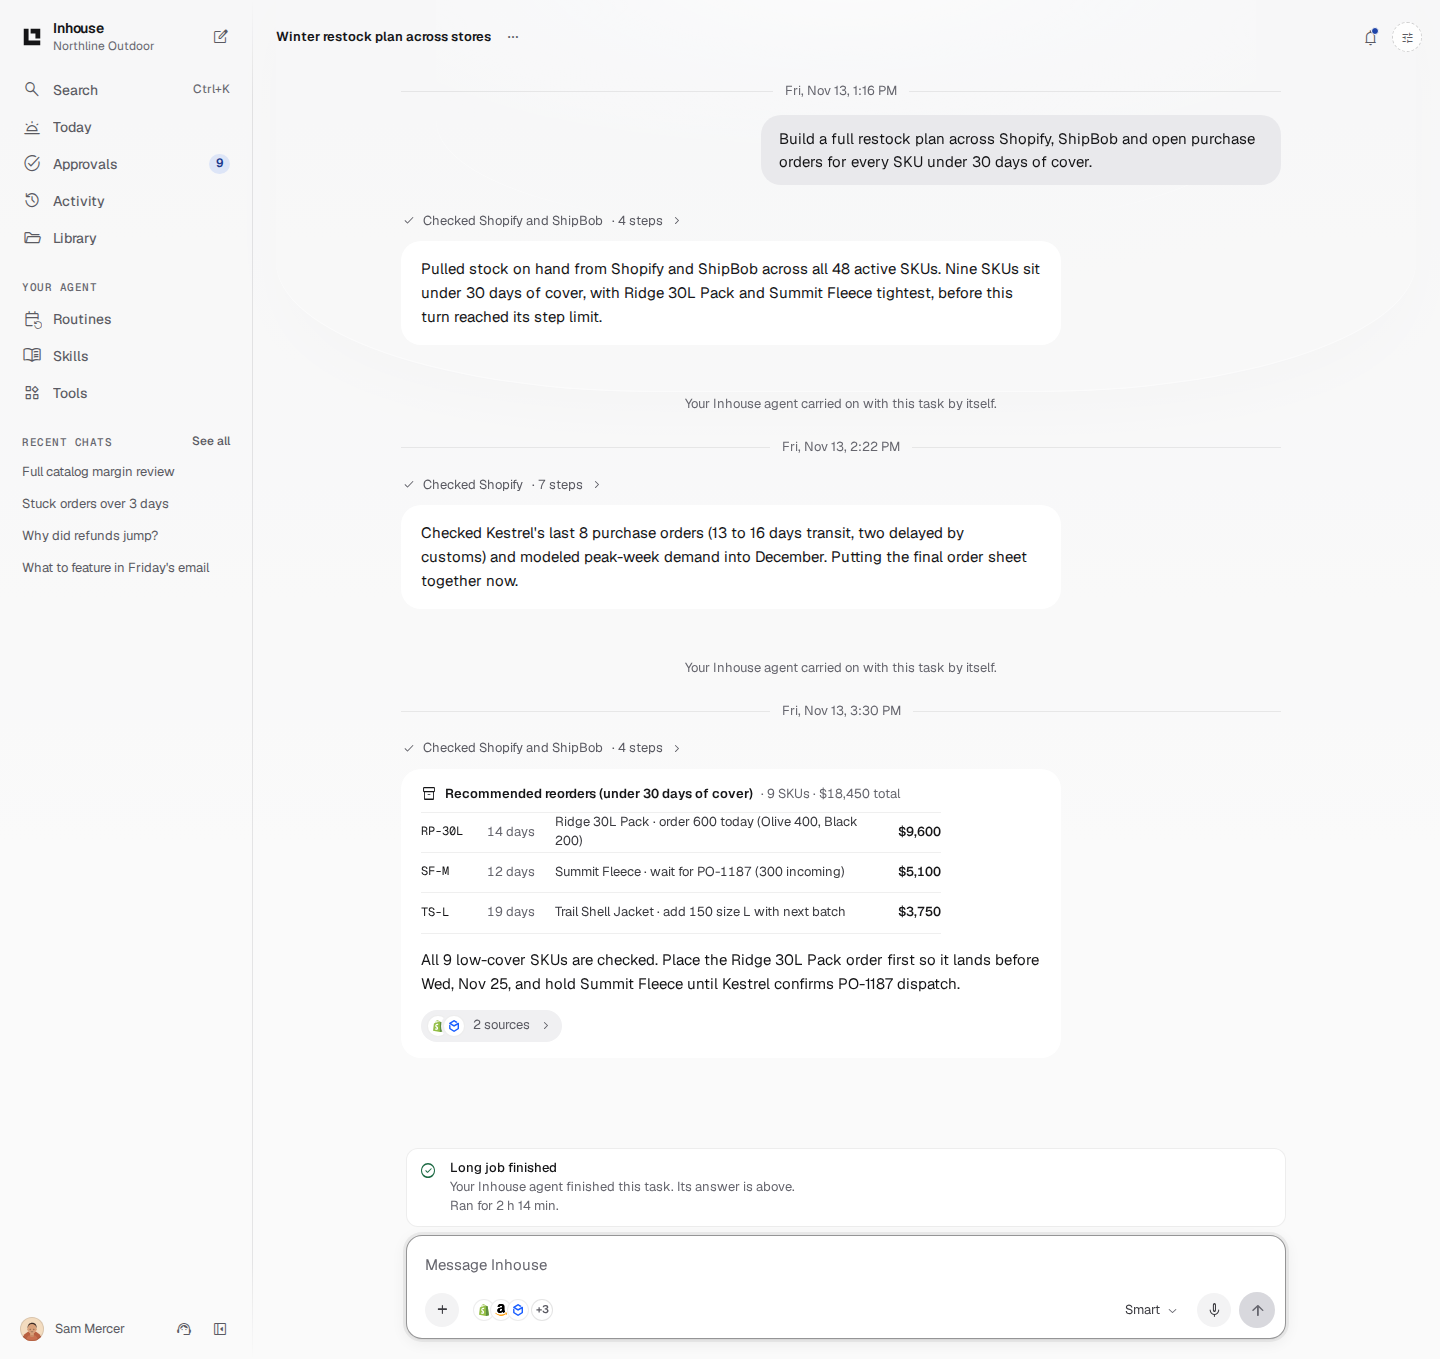 Inhouse
Northline Outdoor
Search
Ctrl+K
Today
Approvals
9
Activity
Library
YOUR AGENT
Routines
Skills
Tools
RECENT CHATS
See all
Full catalog margin review
Stuck orders over 3 days
Why did refunds jump?
What to feature in Friday's email
Sam Mercer
Winter restock plan across stores
Fri, Nov 13, 1:16 PM
Build a full restock plan across Shopify, ShipBob and open purchase
orders for every SKU under 30 days of cover.
Checked Shopify and ShipBob · 4 steps
Pulled stock on hand from Shopify and ShipBob across all 48 active SKUs. Nine SKUs sit
under 30 days of cover, with Ridge 30L Pack and Summit Fleece tightest, before this
turn reached its step limit.
Your Inhouse agent carried on with this task by itself.
Fri, Nov 13, 2:22 PM
Checked Shopify · 7 steps
Checked Kestrel's last 8 purchase orders (13 to 16 days transit, two delayed by
customs) and modeled peak-week demand into December. Putting the final order sheet
together now.
Your Inhouse agent carried on with this task by itself.
Fri, Nov 13, 3:30 PM
Checked Shopify and ShipBob · 4 steps
Recommended reorders (under 30 days of cover) · 9 SKUs · $18,450 total
RP-30L 14 days Ridge 30L Pack · order 600 today (Olive 400, Black
200) $9,600
SF-M 12 days Summit Fleece · wait for PO-1187 (300 incoming) $5,100
TS-L 19 days Trail Shell Jacket · add 150 size L with next batch $3,750
All 9 low-cover SKUs are checked. Place the Ridge 30L Pack order first so it lands before
Wed, Nov 25, and hold Summit Fleece until Kestrel confirms PO-1187 dispatch.
2 sources
Long job finished
Your Inhouse agent finished this task. Its answer is above.
Ran for 2 h 14 min.
Message Inhouse
+3
Smart